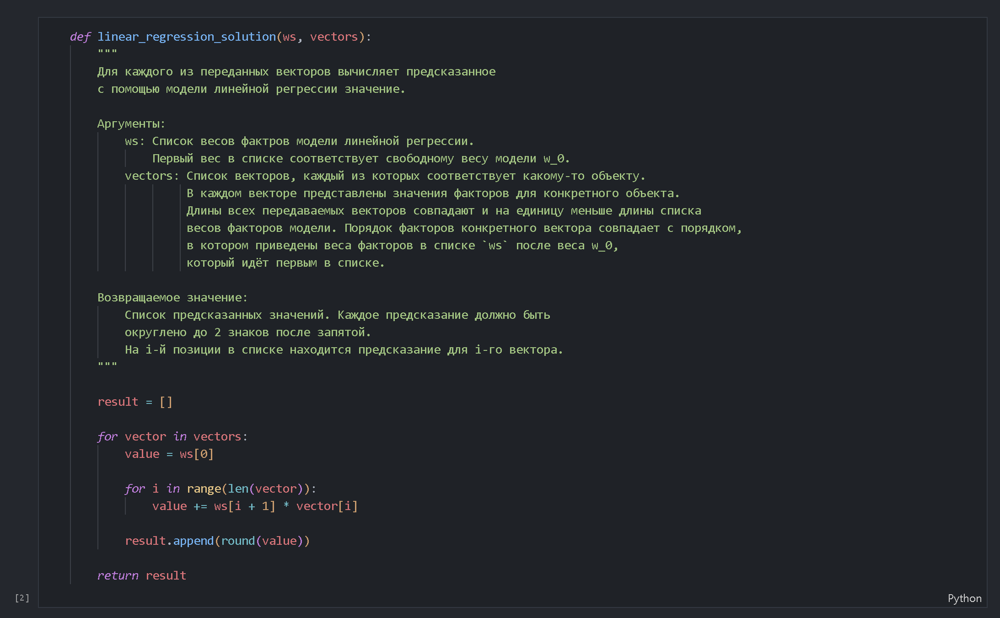 def linear_regression_solution(ws, vectors):
"""
Для каждого из переданных векторов вычисляет предсказанное
с помощью модели линейной регрессии значение.
Аргументы:
ws: Список весов фактров модели линейной регрессии.
Первый вес в списке соответствует свободному весу модели w_0.
vectors: Список векторов, каждый из которых соответствует какому-то объекту.
В каждом векторе представлены значения факторов для конкретного объекта.
Длины всех передаваемых векторов совпадают и на единицу меньше длины списка
весов факторов модели. Порядок факторов конкретного вектора совпадает с порядком,
в котором приведены веса факторов в списке `ws` после веса w_0,
который идёт первым в списке.
Возвращаемое значение:
Список предсказанных значений. Каждое предсказание должно быть
округлено до 2 знаков после запятой.
На i-й позиции в списке находится предсказание для i-го вектора.
"""
result = []
for vector in vectors:
value = ws[0]
for i in range(len(vector)):
value += ws[i + 1] * vector[i]
result.append(round(value))
return result
[2]
Python